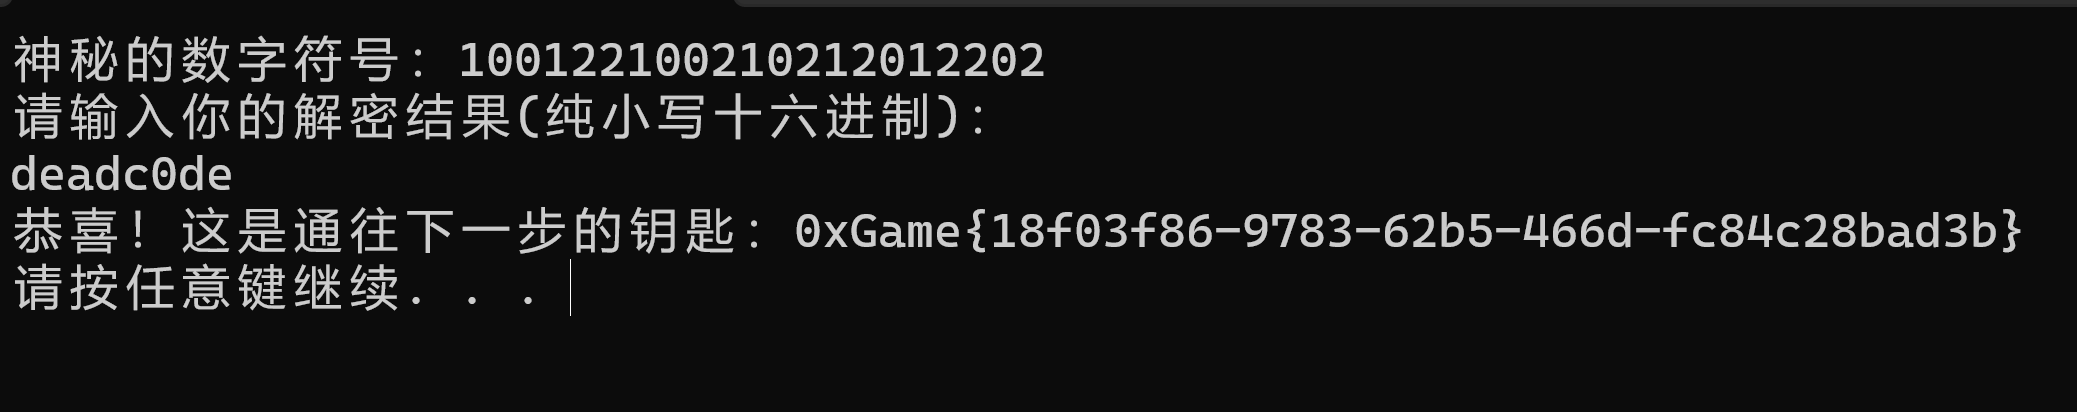 神秘的数字符号：100122100210212012202
请输入你的解密结果(纯小写十六进制)：
deadc0de
恭喜！这是通往下一步的钥匙：0xGame{18f03f86-9783-62b5-466d-fc84c28bad3b}
请按任意键继续. . .